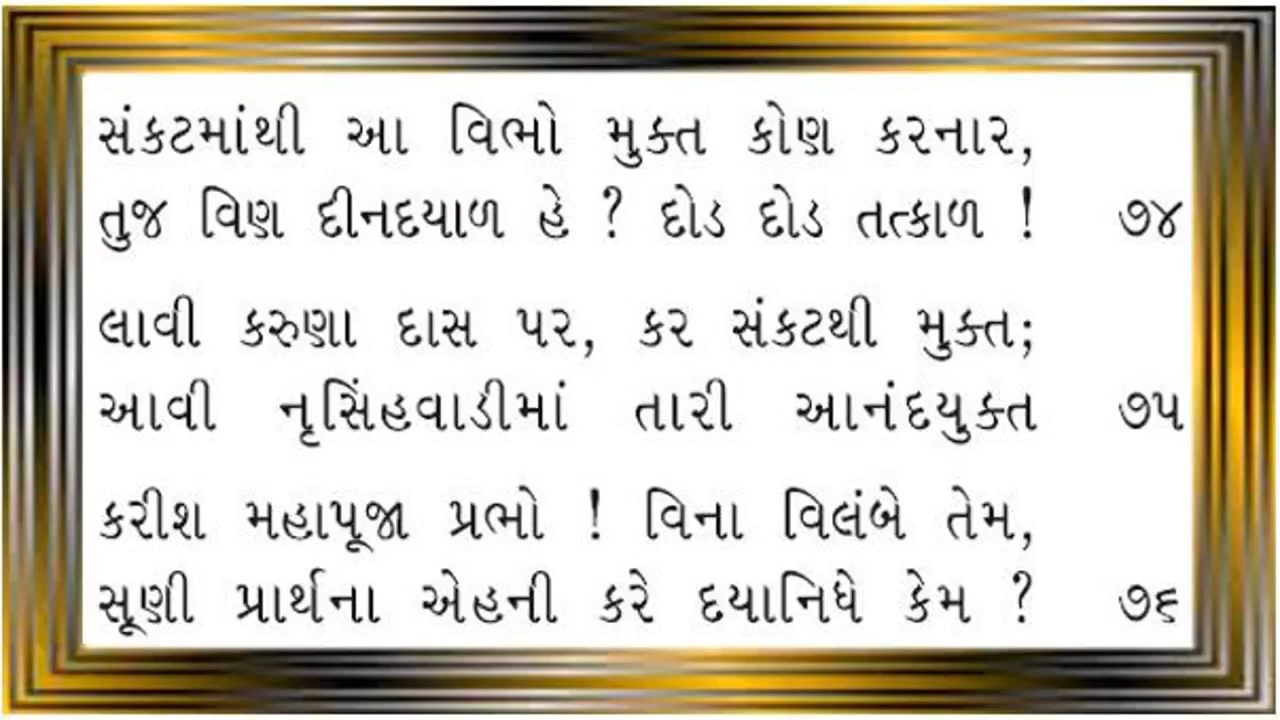 સંકટમાંથી આ વિભો મુક્ત કોણ કરનાર,
તુજ વિણ દીનદયાળ હે ? દોડ દોડ તત્કાળ ! ૭૪
લાવી કરુણા દાસ પર, કર સંકટથી મુક્ત;
આવી નૃસિંહવાડીમાં તારી આનંદયુક્ત ૭૫
કરીશ મહાપૂજા પ્રભો ! વિના વિલંબે તેમ,
સૂણી પ્રાર્થના એહની કરે દયાનિધે કેમ ? ૭૬